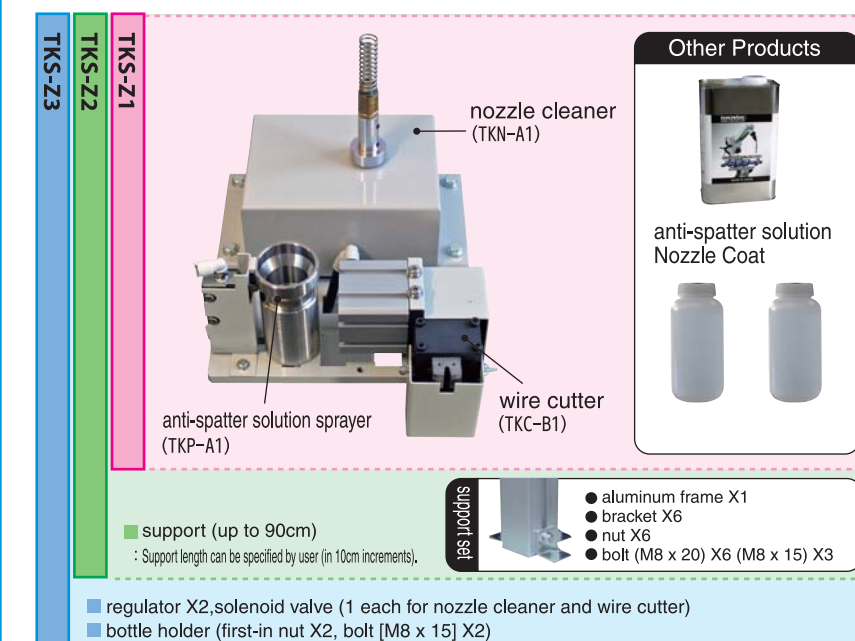 TKS-Z3
TKS-Z2
TKS-Z1
nozzle cleaner
(TKN-A1)
anti-spatter solution sprayer
(TKP-A1)
wire cutter
(TKC-B1)
Other Products
anti-spatter solution
Nozzle Coat
■ support (up to 90cm)
: Support length can be specified by user (in 10cm increments).
support set
● aluminum frame X1
● bracket X6
● nut X6
● bolt (M8 x 20) X6 (M8 x 15) X3
■ regulator X2,solenoid valve (1 each for nozzle cleaner and wire cutter)
■ bottle holder (first-in nut X2, bolt [M8 x 15] X2)